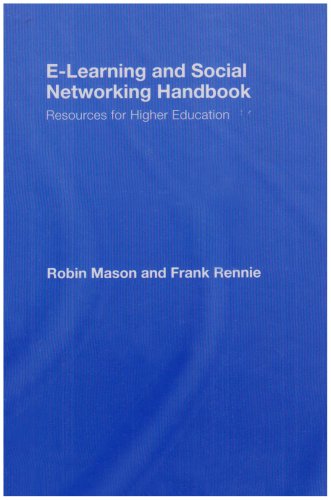 E-Learning and Social
Networking Handbook
Resources for Higher Education
Robin Mason and Frank Rennie